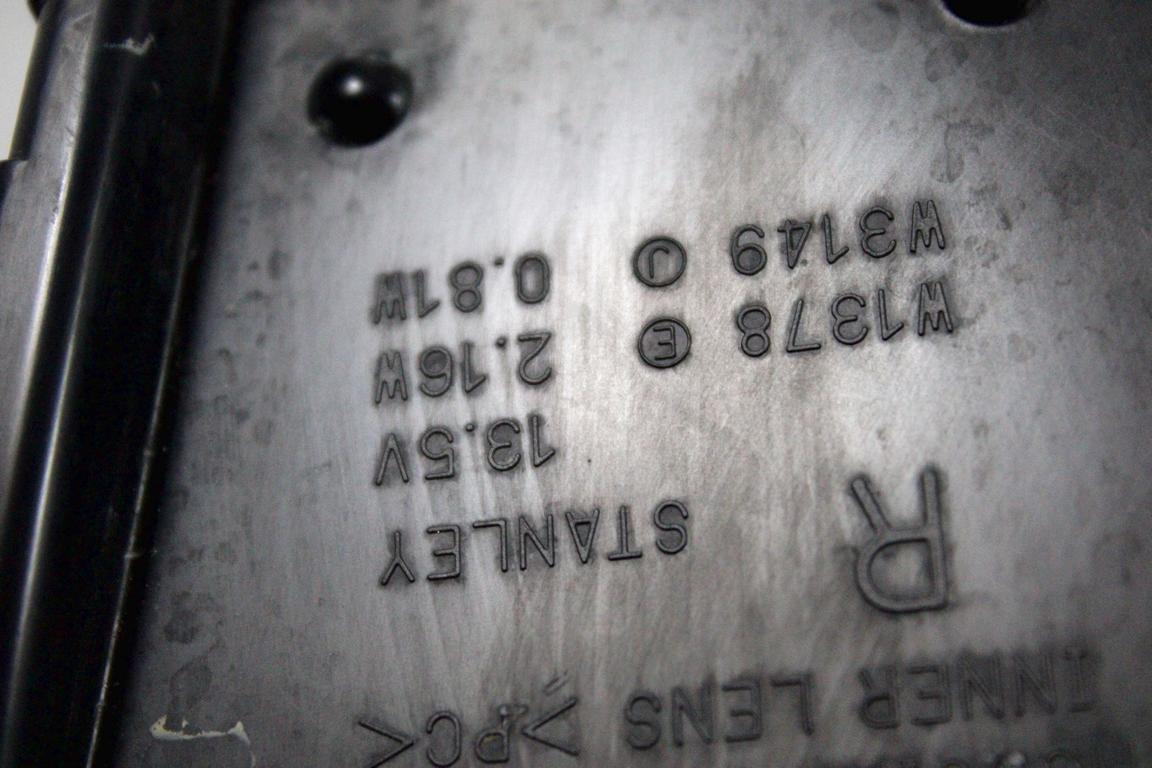 INNER LENS >PC<
R STANLEY
13.5V
W1378 Ⓔ 2.16W
W3149 Ⓙ 0.81W